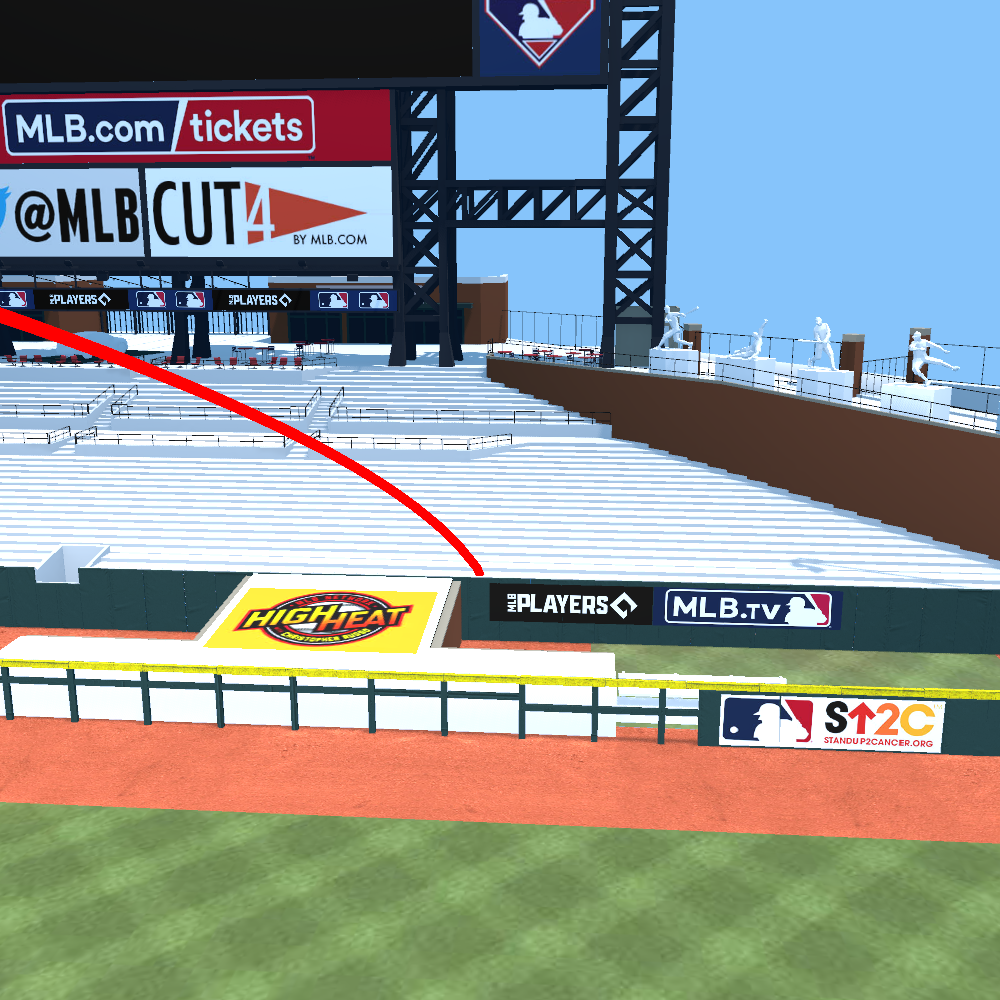 MLB.com/tickets
@MLB CUT4
BY MLB.COM
PLAYERS
PLAYERS
HIGH HEAT
CHRISTOPHER RUSSO
MLB PLAYERS
MLB.TV
S↑2C
STANDUP2CANCER.ORG